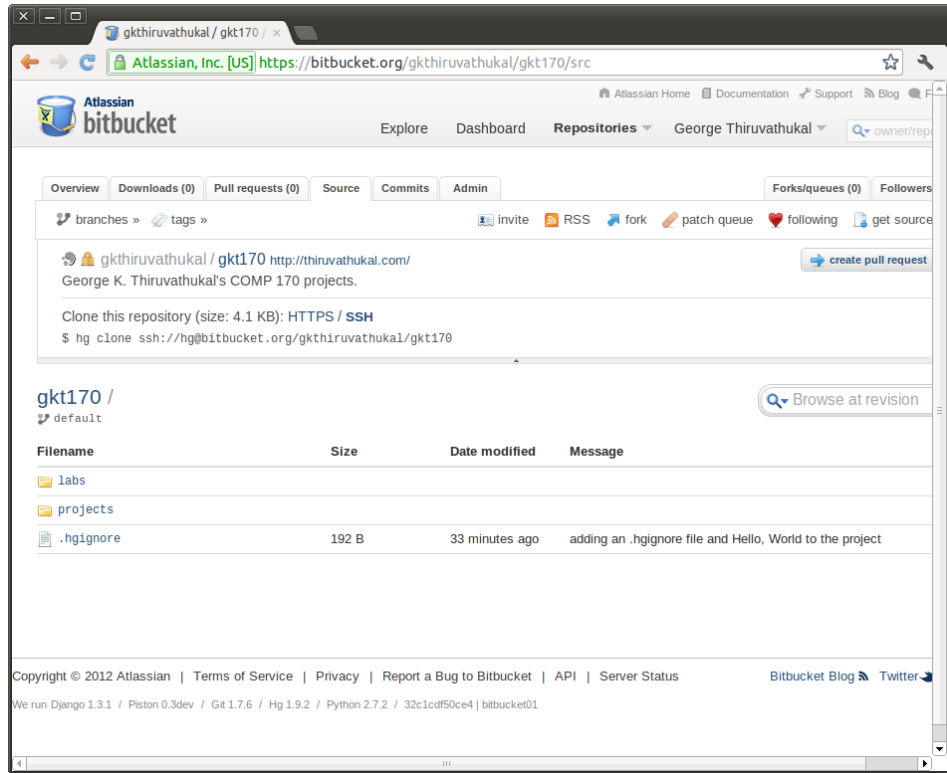 gkthiruvathukal / gkt170 /
Atlassian, Inc. [US] https://bitbucket.org/gkthiruvathukal/gkt170/src
Atlassian Home Documentation Support Blog F
Atlassian
bitbucket
Explore Dashboard Repositories George Thiruvathukal owner/repo
Overview Downloads (0) Pull requests (0) Source Commits Admin Forks/queues (0) Followers
branches » tags » invite RSS fork patch queue following get source
gkthiruvathukal / gkt170 http://thiruvathukal.com/ create pull request
George K. Thiruvathukal's COMP 170 projects.
Clone this repository (size: 4.1 KB): HTTPS / SSH
$ hg clone ssh://hg@bitbucket.org/gkthiruvathukal/gkt170
gkt170 / Browse at revision
default
Filename Size Date modified Message
labs
projects
.hgignore 192 B 33 minutes ago adding an .hgignore file and Hello, World to the project
Copyright © 2012 Atlassian | Terms of Service | Privacy | Report a Bug to Bitbucket | API | Server Status Bitbucket Blog Twitter
We run Django 1.3.1 / Piston 0.3dev / Git 1.7.6 / Hg 1.9.2 / Python 2.7.2 / 32c1cdf50ce4 | bitbucket01